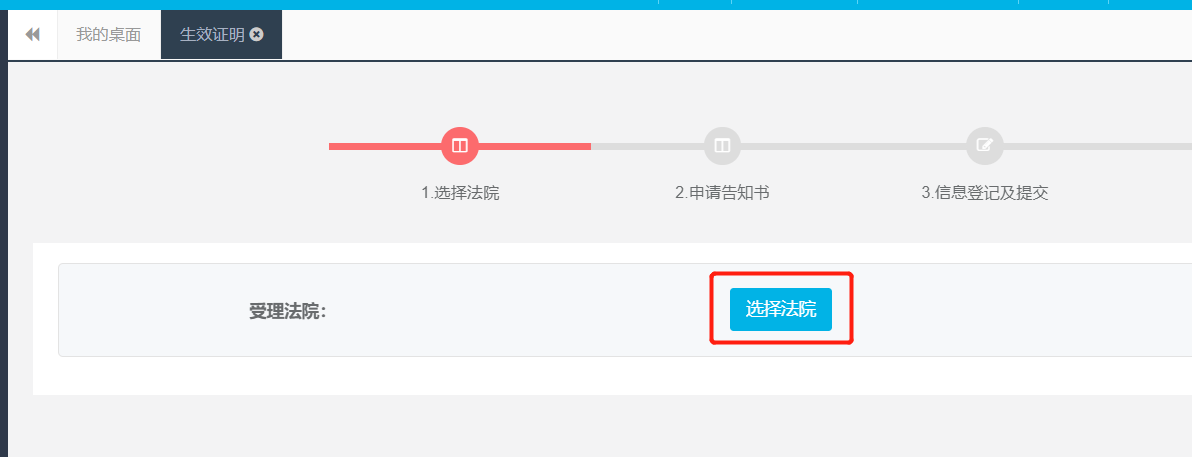 我的桌面
生效证明
1.选择法院
2.申请告知书
3.信息登记及提交
受理法院：
选择法院